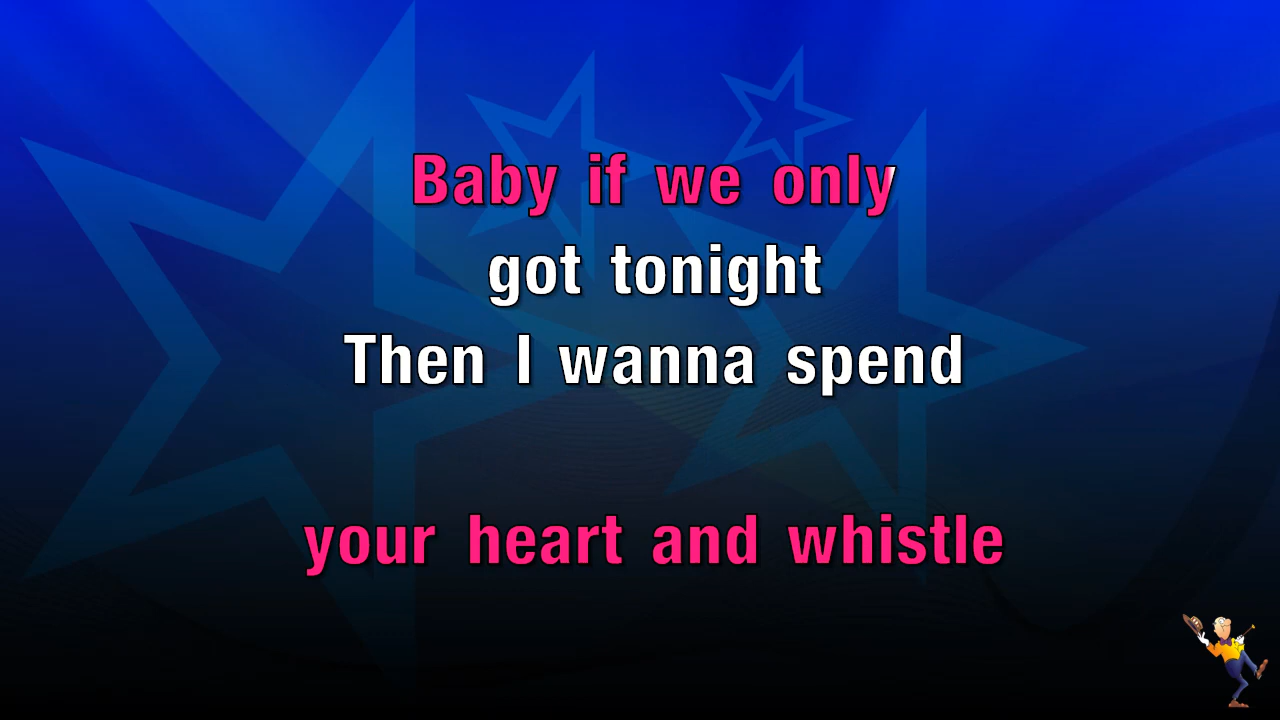 Baby if we only
got tonight
Then I wanna spend
your heart and whistle